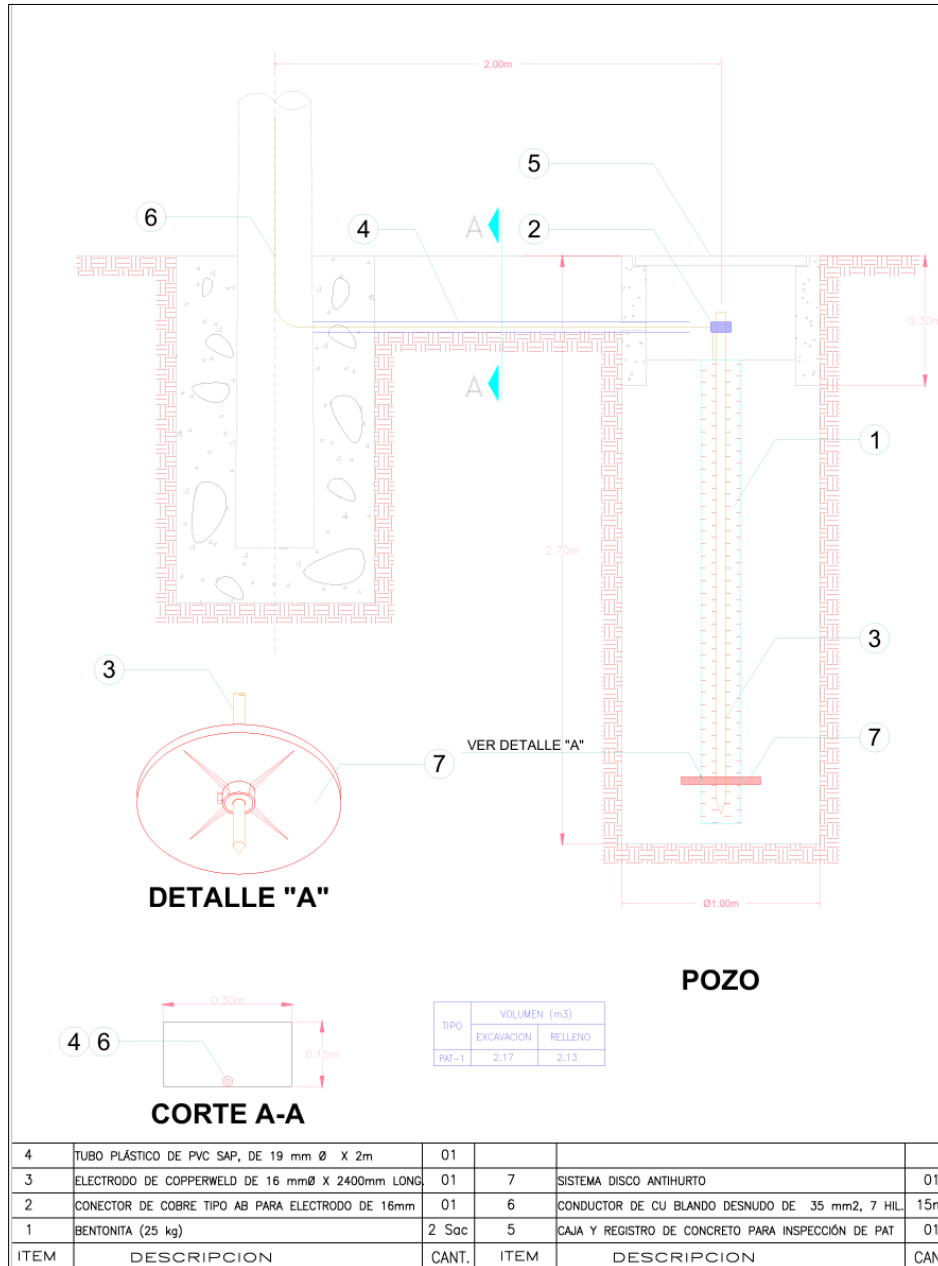 2.00m
5
6
4
A
2
A
0.30m
1
2.70m
3
3
VER DETALLE "A"
7
7
DETALLE "A"
Ø1.00m
POZO
0.30m
4 6
0.15m
CORTE A-A
TIPO VOLUMEN (m3)
EXCAVACION RELLENO
PAT-1 2.17 2.13
4 TUBO PLÁSTICO DE PVC SAP, DE 19 mm Ø X 2m 01
3 ELECTRODO DE COPPERWELD DE 16 mmØ X 2400mm LONG. 01 7 SISTEMA DISCO ANTIHURTO 01
2 CONECTOR DE COBRE TIPO AB PARA ELECTRODO DE 16mm 01 6 CONDUCTOR DE CU BLANDO DESNUDO DE 35 mm2, 7 HIL. 15m
1 BENTONITA (25 kg) 2 Sac 5 CAJA Y REGISTRO DE CONCRETO PARA INSPECCIÓN DE PAT 01
ITEM DESCRIPCION CANT. ITEM DESCRIPCION CAN